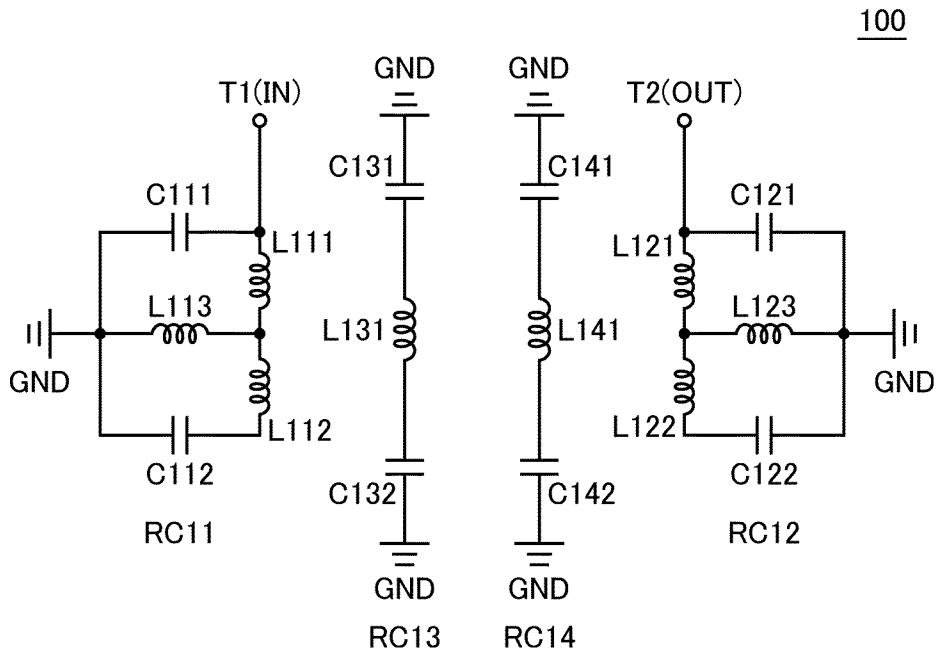 100
GND
GND
T1(IN)
T2(OUT)
C131
C141
C111
C121
L111
L121
L113
L123
L131
L141
GND
GND
L112
L122
C112
C132
C142
C122
RC11
RC12
GND
GND
RC13
RC14